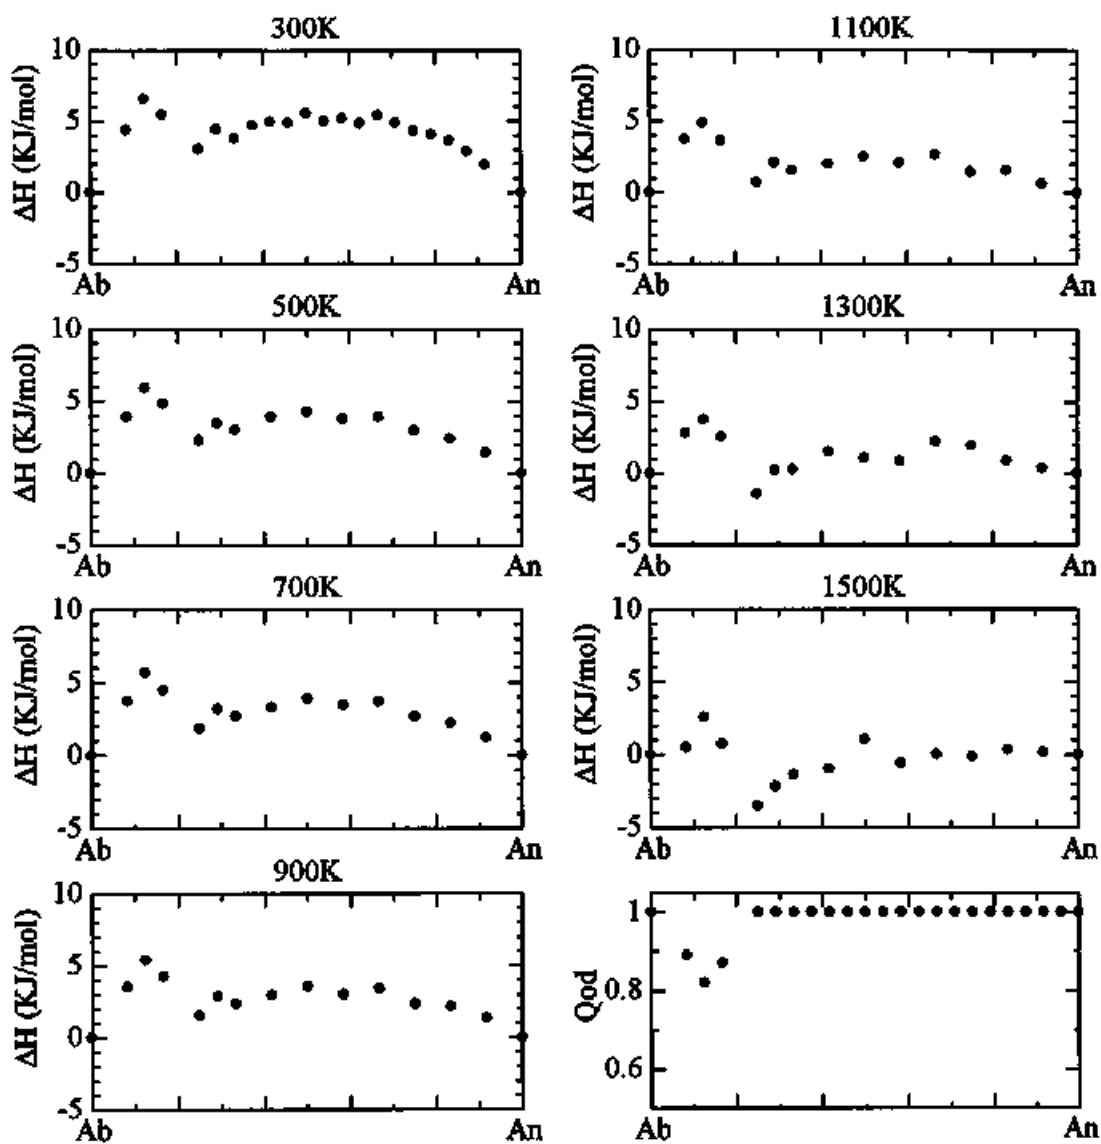 300K
10
5
0
-5
ΔH (KJ/mol)
Ab
An
500K
10
5
0
-5
ΔH (KJ/mol)
Ab
An
700K
10
5
0
-5
ΔH (KJ/mol)
Ab
An
900K
10
5
0
-5
ΔH (KJ/mol)
Ab
An
1100K
10
5
0
-5
ΔH (KJ/mol)
Ab
An
1300K
10
5
0
-5
ΔH (KJ/mol)
Ab
An
1500K
10
5
0
-5
ΔH (KJ/mol)
Ab
An
1
0.8
0.6
Qod
Ab
An